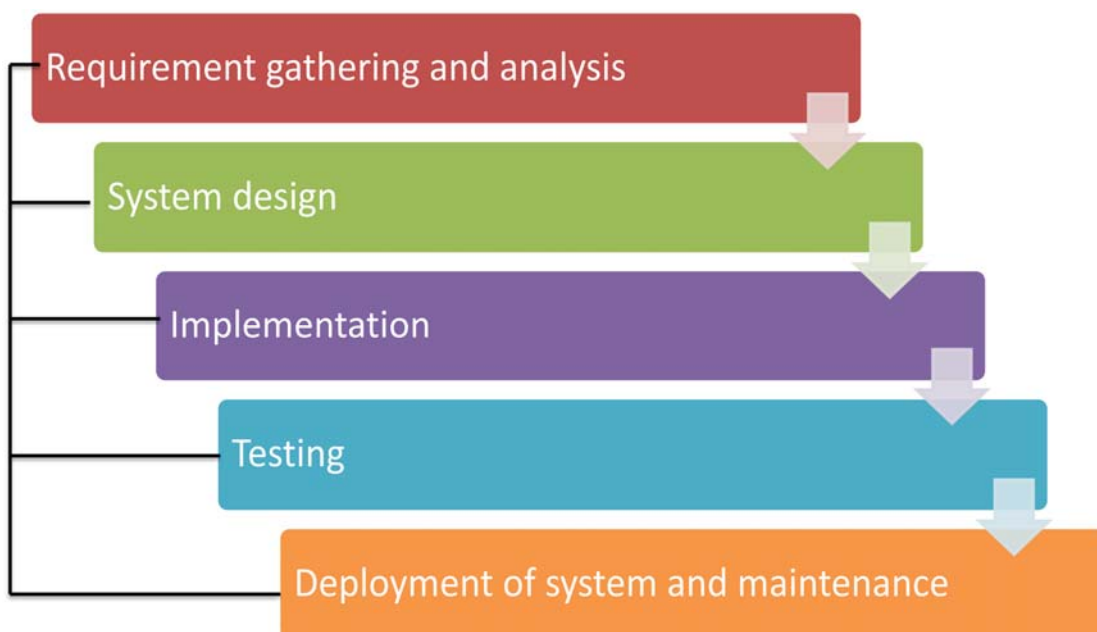 Requirement gathering and analysis
System design
Implementation
Testing
Deployment of system and maintenance